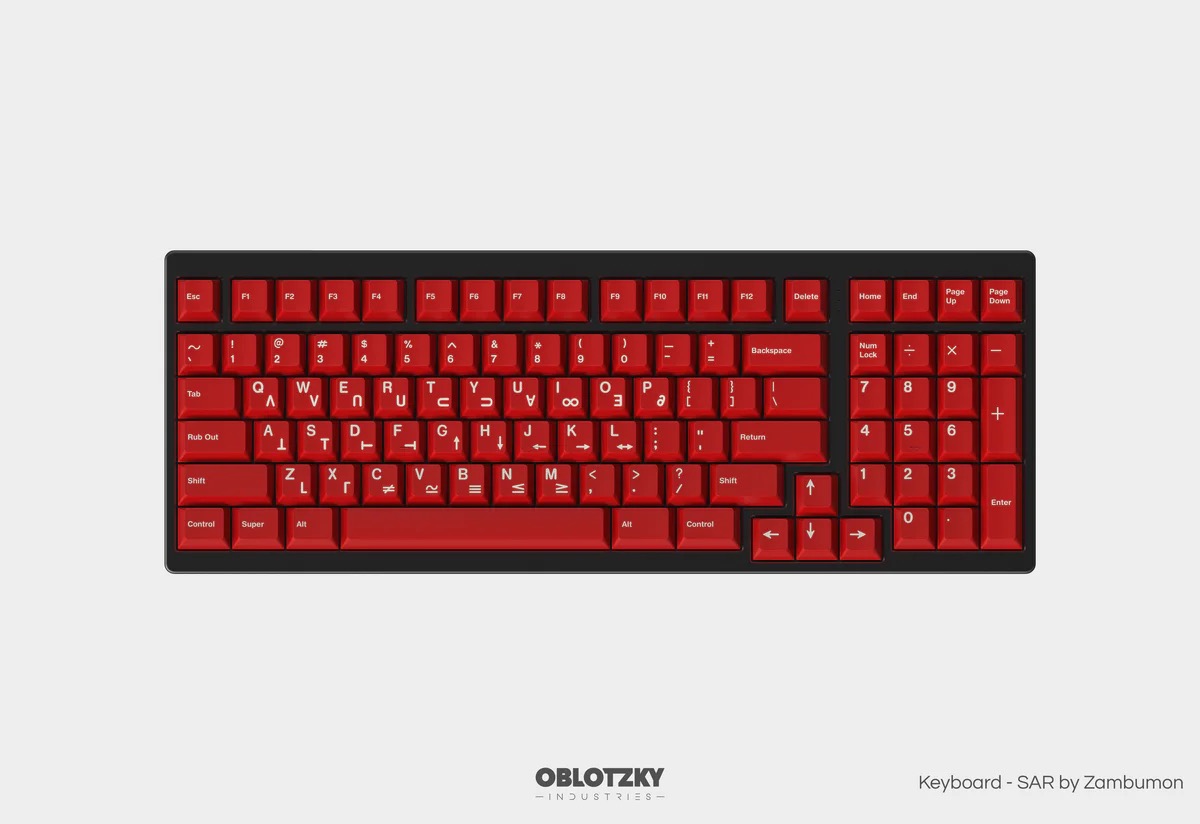 Esc F1 F2 F3 F4 F5 F6 F7 F8 F9 F10 F11 F12 Delete Home End Page Up Page Down
~ ` ! 1 @ 2 # 3 $ 4 % 5 ^ 6 & 7 * 8 ( 9 ) 0 _ - + = Backspace Num Lock ÷ × −
Tab Q ∧ W ∨ E ∩ R ∪ T ⊂ Y ⊃ U ∀ I ∞ O ∃ P ∂ { [ } ] | \ 7 8 9 +
Rub Out A ⊥ S ⊤ D ⊢ F ⊣ G ↑ H ↓ J ← K → L ↔ : ; " ' Return 4 5 6
Shift Z ⌊ X ⌈ C ≠ V ≃ B ≡ N ≤ M ≥ < , > . ? / Shift ↑ 1 2 3 Enter
Control Super Alt Alt Control ← ↓ → 0 .
OBLOTZKY
INDUSTRIES
Keyboard - SAR by Zambumon